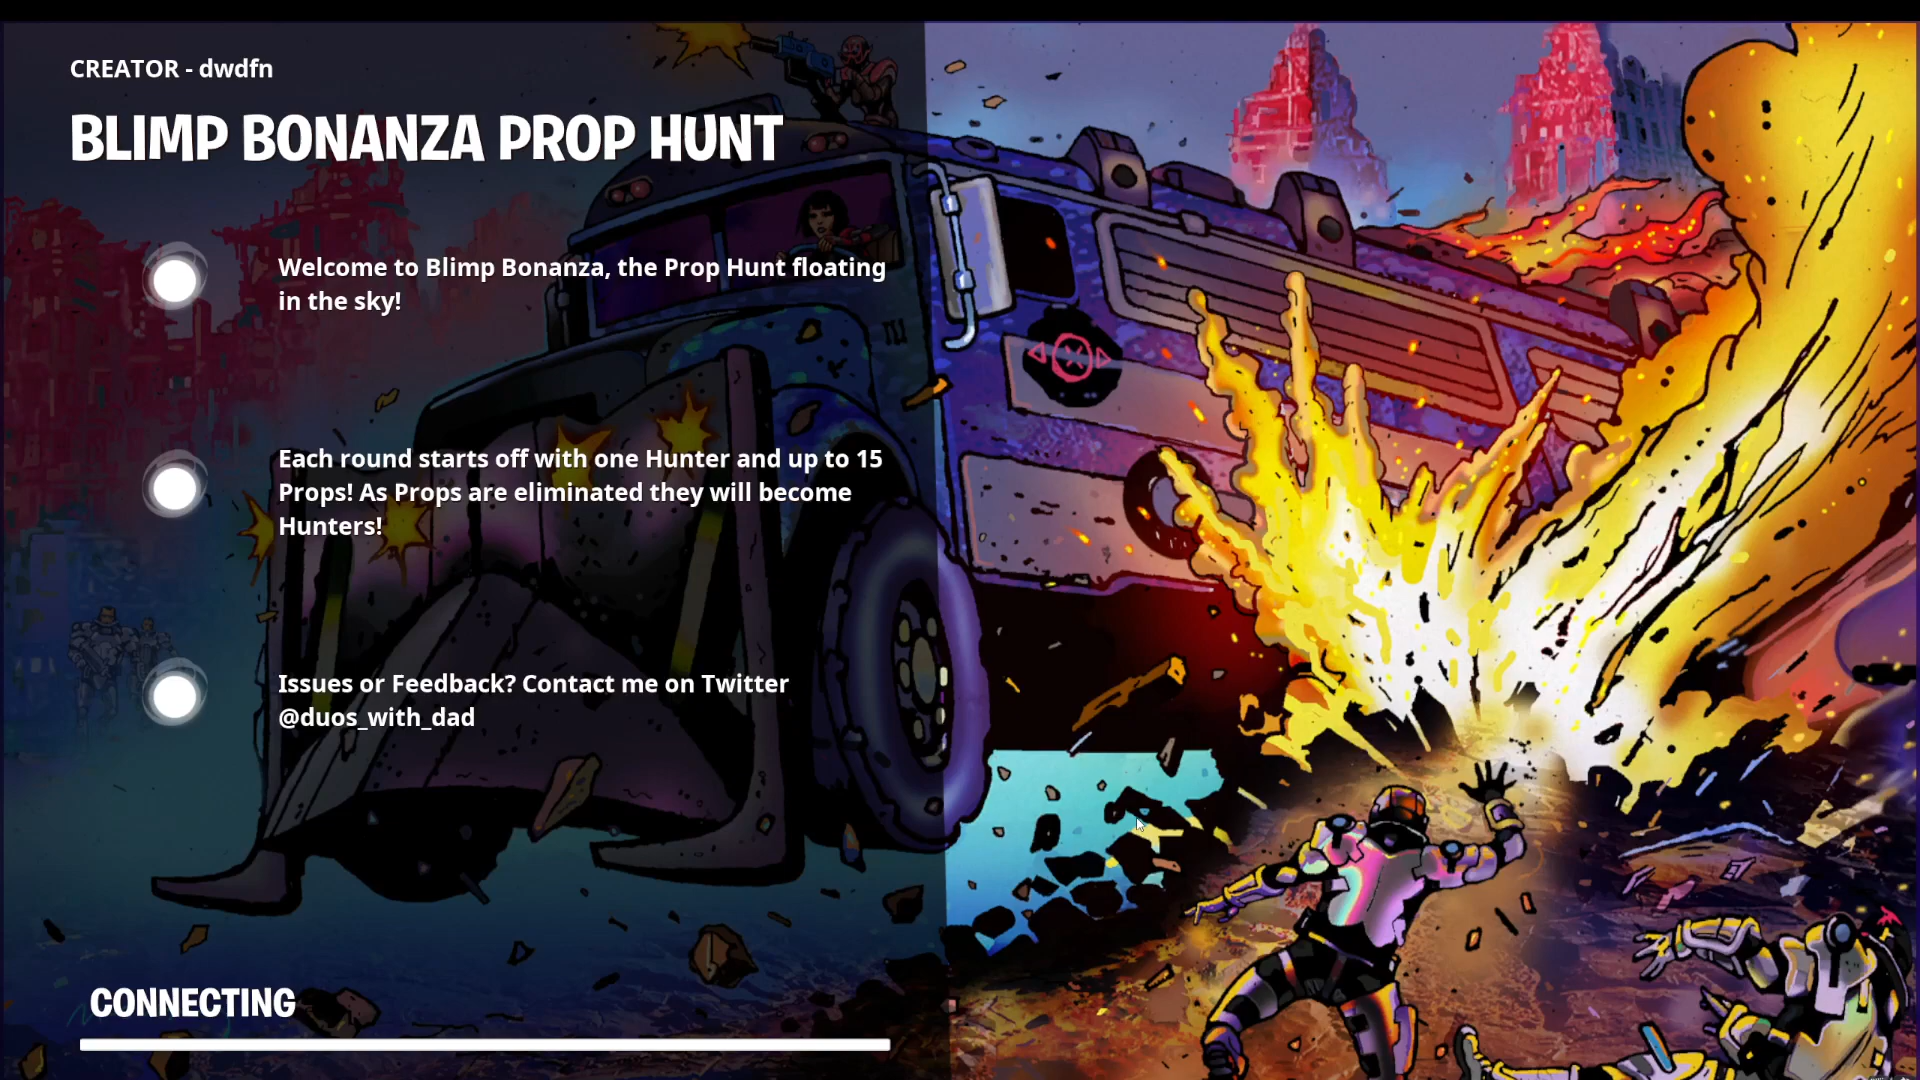 CREATOR - dwdfn
BLIMP BONANZA PROP HUNT
Welcome to Blimp Bonanza, the Prop Hunt floating
in the sky!
Each round starts off with one Hunter and up to 15
Props! As Props are eliminated they will become
Hunters!
Issues or Feedback? Contact me on Twitter
@duos_with_dad
CONNECTING